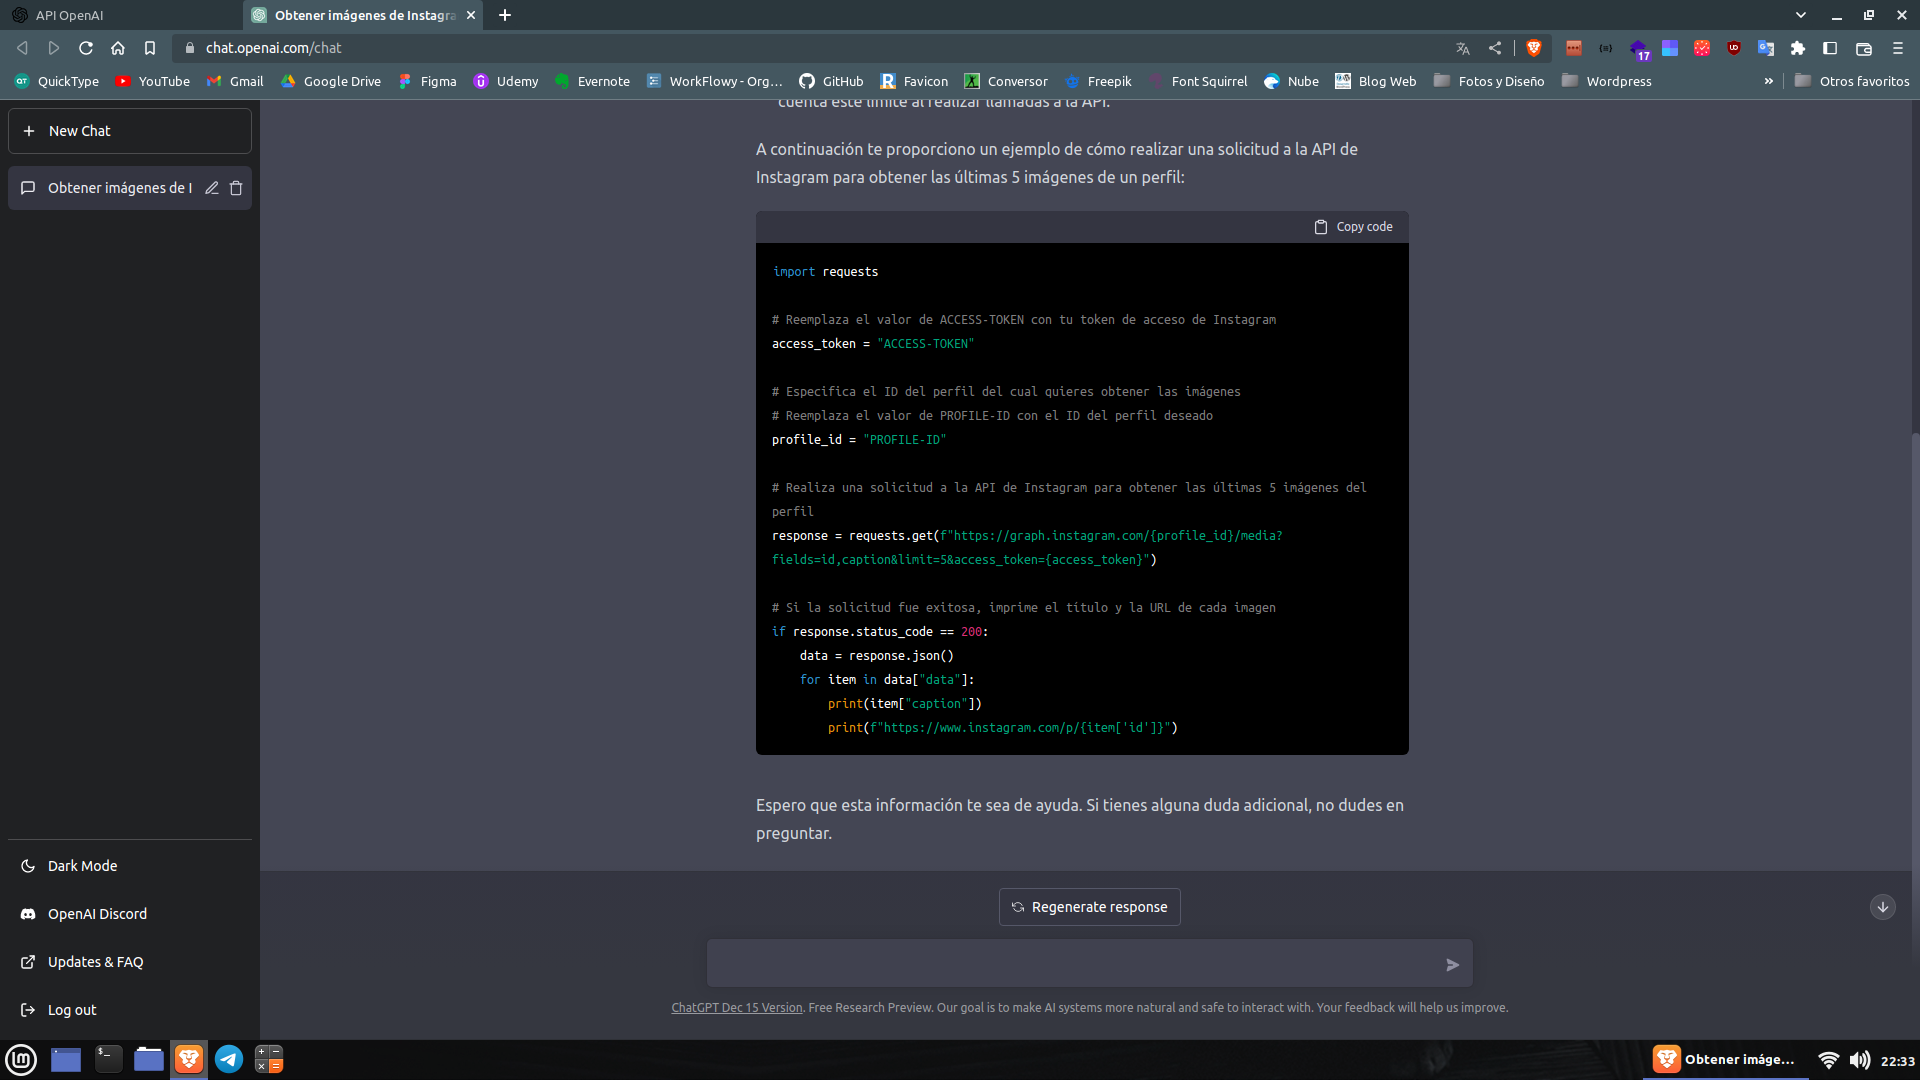 API OpenAI
Obtener imágenes de Instagra
chat.openai.com/chat
17
QuickType
YouTube
Gmail
Google Drive
Figma
Udemy
Evernote
WorkFlowy - Org...
GitHub
Favicon
Conversor
Freepik
Font Squirrel
Nube
Blog Web
Fotos y Diseño
Wordpress
»
Otros favoritos
New Chat
Obtener imágenes de I
cuenta este límite al realizar llamadas a la API.
A continuación te proporciono un ejemplo de cómo realizar una solicitud a la API de
Instagram para obtener las últimas 5 imágenes de un perfil:
Copy code
import requests
# Reemplaza el valor de ACCESS-TOKEN con tu token de acceso de Instagram
access_token = "ACCESS-TOKEN"
# Especifica el ID del perfil del cual quieres obtener las imágenes
# Reemplaza el valor de PROFILE-ID con el ID del perfil deseado
profile_id = "PROFILE-ID"
# Realiza una solicitud a la API de Instagram para obtener las últimas 5 imágenes del
perfil
response = requests.get(f"https://graph.instagram.com/{profile_id}/media?
fields=id,caption&limit=5&access_token={access_token}")
# Si la solicitud fue exitosa, imprime el título y la URL de cada imagen
if response.status_code == 200:
    data = response.json()
    for item in data["data"]:
        print(item["caption"])
        print(f"https://www.instagram.com/p/{item['id']}")
Espero que esta información te sea de ayuda. Si tienes alguna duda adicional, no dudes en
preguntar.
Dark Mode
OpenAI Discord
Updates & FAQ
Log out
Regenerate response
ChatGPT Dec 15 Version. Free Research Preview. Our goal is to make AI systems more natural and safe to interact with. Your feedback will help us improve.
Obtener imáge...
22:33